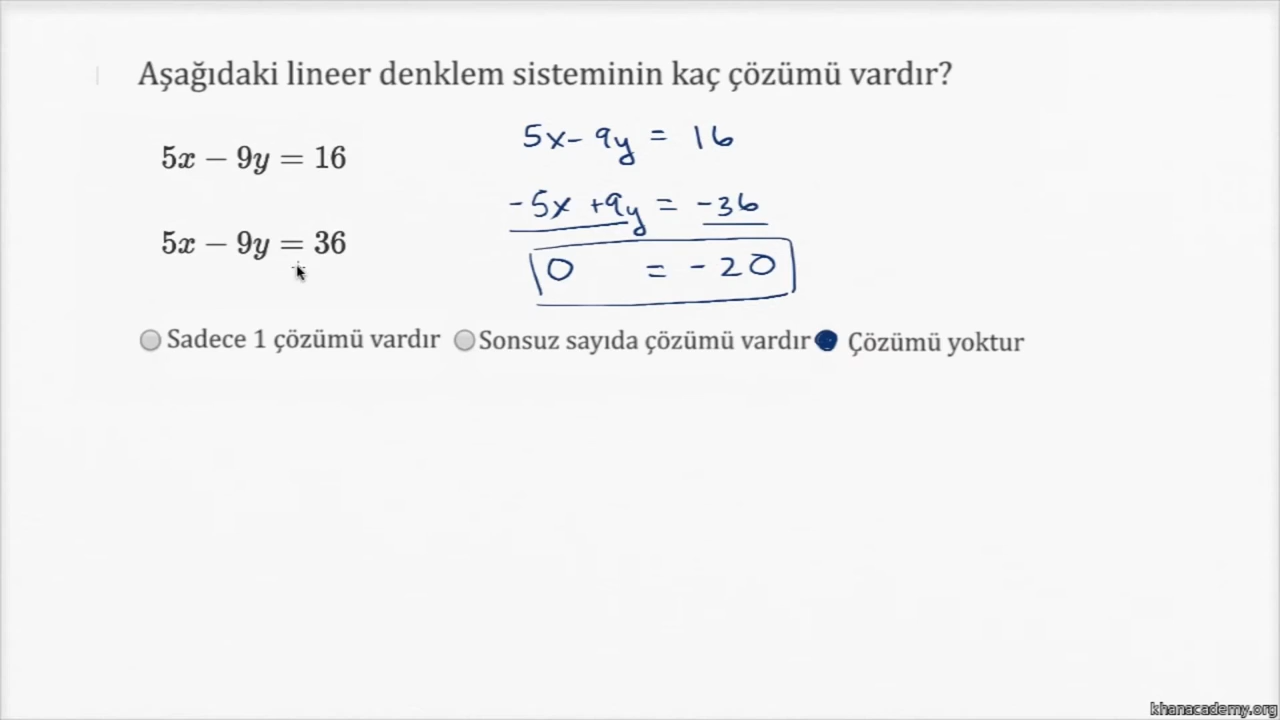 Aşağıdaki lineer denklem sisteminin kaç çözümü vardır?
5x − 9y = 16
5x − 9y = 36
5x - 9y = 16
-5x + 9y = -36
0 = -20
Sadece 1 çözümü vardır Sonsuz sayıda çözümü vardır Çözümü yoktur
khanacademy.org